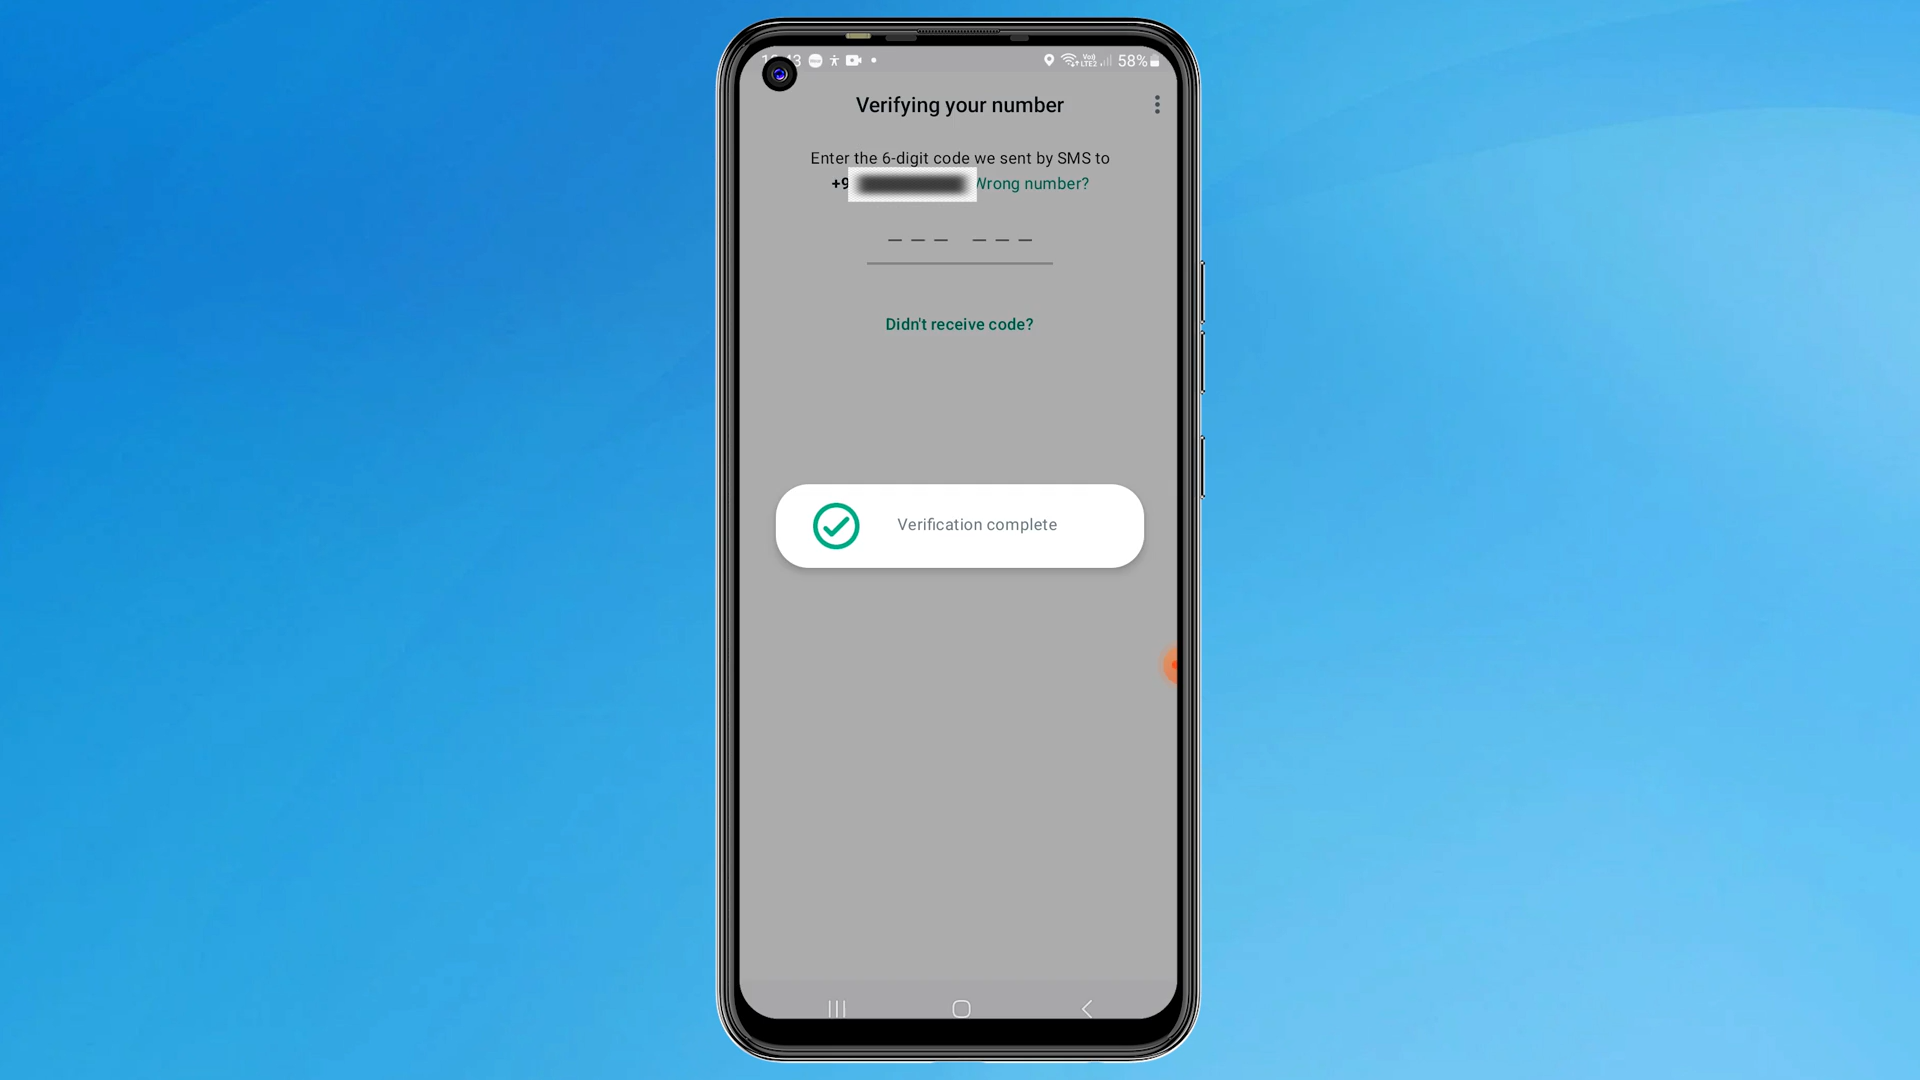 58%
Verifying your number
Enter the 6-digit code we sent by SMS to
+9 Wrong number?
Didn't receive code?
Verification complete